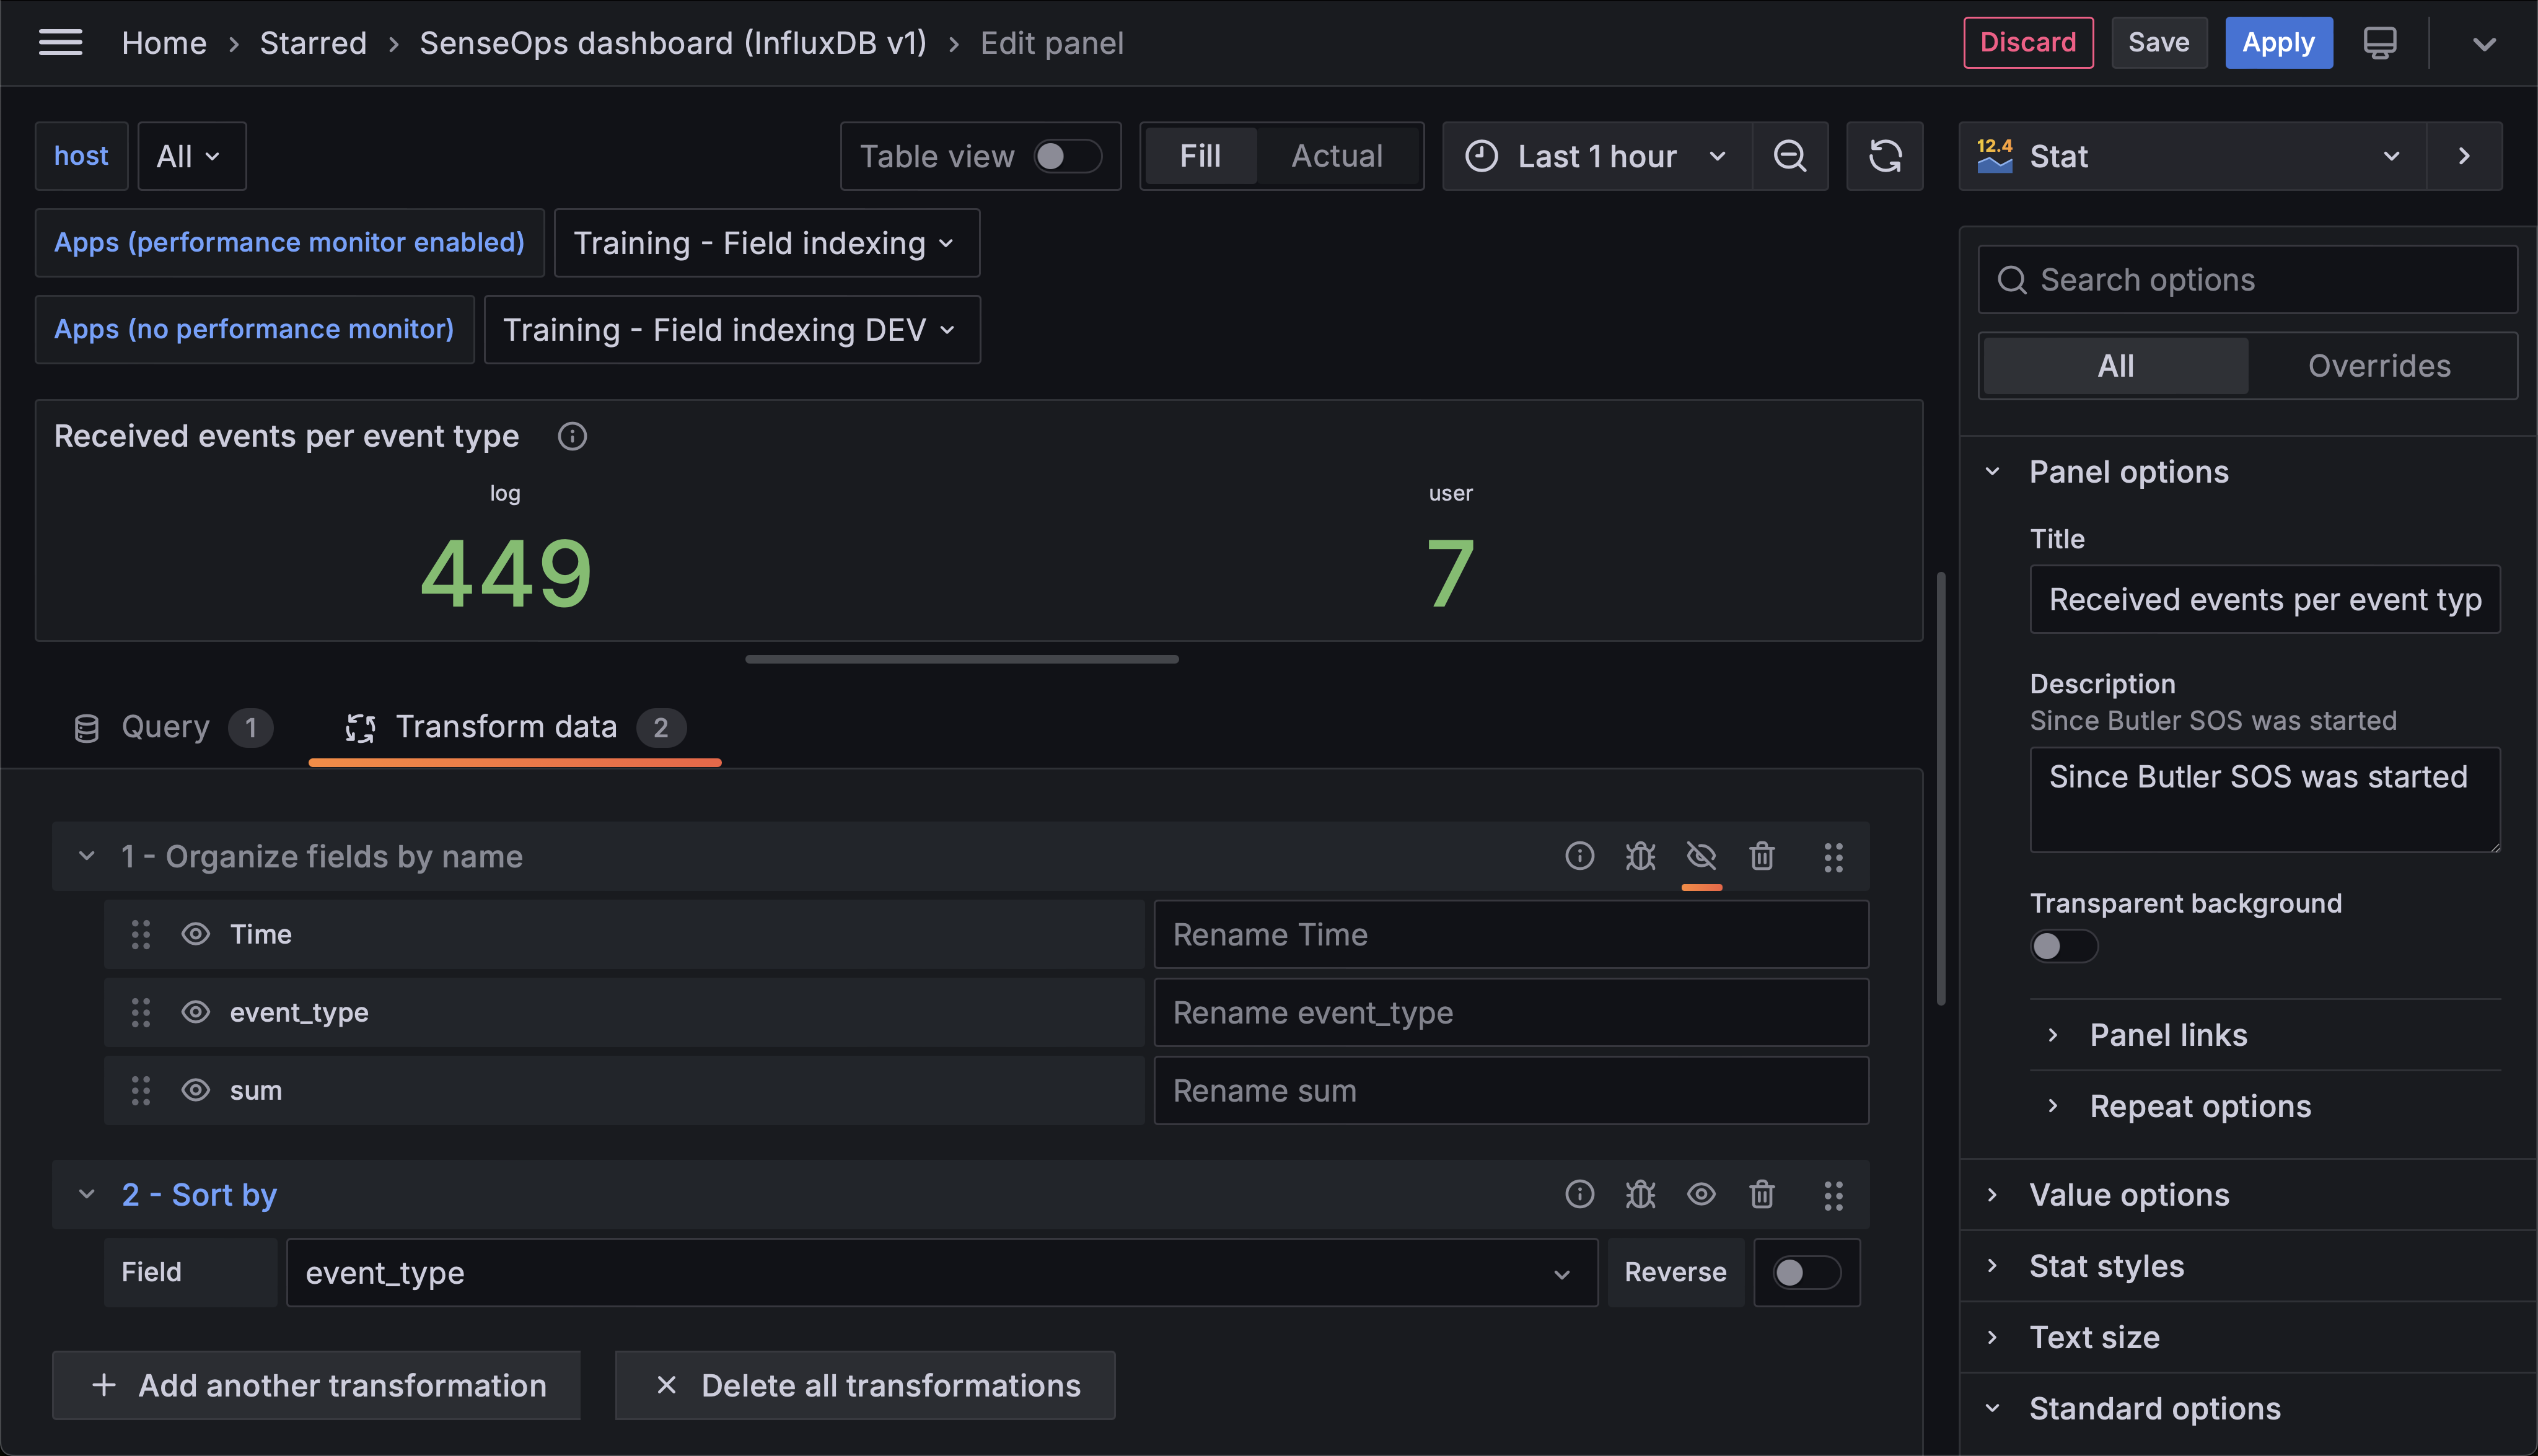 Home › Starred › SenseOps dashboard (InfluxDB v1) › Edit panel
Discard
Save
Apply
host
All
Table view
Fill
Actual
Last 1 hour
12.4
Stat
Apps (performance monitor enabled)
Training - Field indexing
Apps (no performance monitor)
Training - Field indexing DEV
Received events per event type
log
449
user
7
Query 1
Transform data 2
1 - Organize fields by name
Time
Rename Time
event_type
Rename event_type
sum
Rename sum
2 - Sort by
Field
event_type
Reverse
Add another transformation
Delete all transformations
Search options
All
Overrides
Panel options
Title
Received events per event typ
Description
Since Butler SOS was started
Since Butler SOS was started
Transparent background
Panel links
Repeat options
Value options
Stat styles
Text size
Standard options